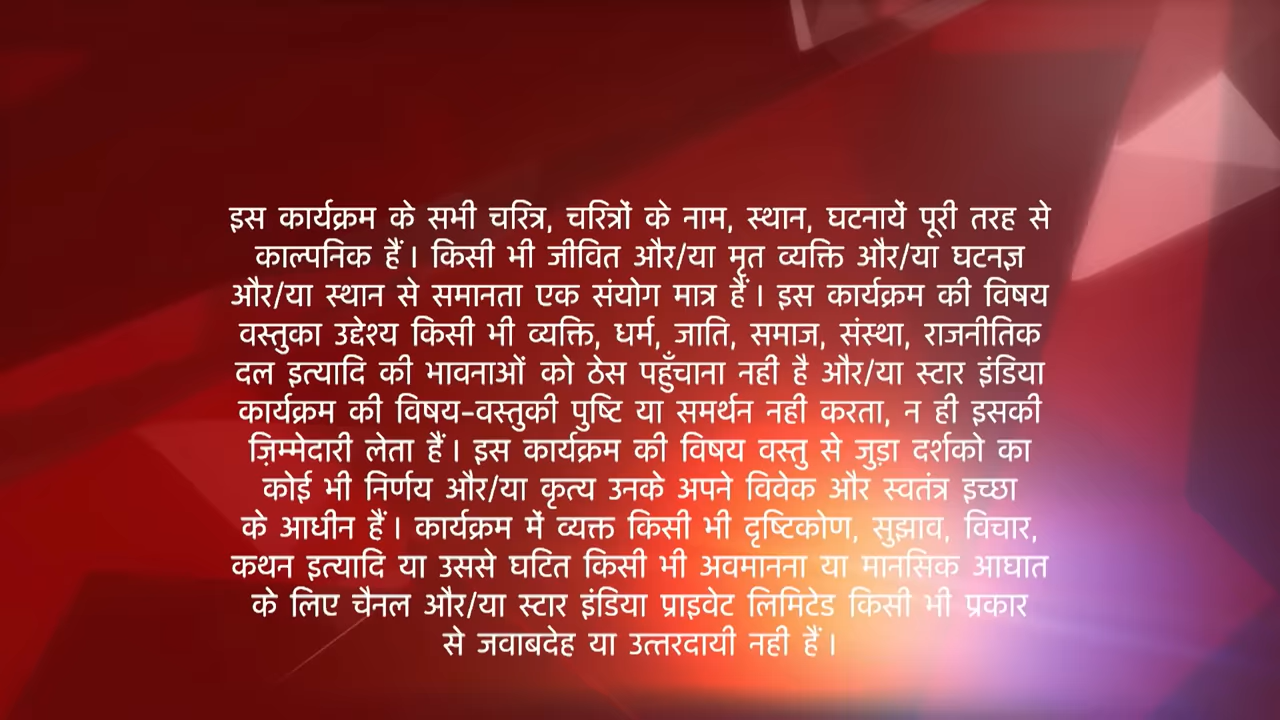 इस कार्यक्रम के सभी चरित्र, चरित्रों के नाम, स्थान, घटनायें पूरी तरह से
काल्पनिक हैं। किसी भी जीवित और/या मृत व्यक्ति और/या घटनज्ञ
और/या स्थान से समानता एक संयोग मात्र हैं। इस कार्यक्रम की विषय
वस्तुका उद्देश्य किसी भी व्यक्ति, धर्म, जाति, समाज, संस्था, राजनीतिक
दल इत्यादि की भावनाओं को ठेस पहुँचाना नही है और/या स्टार इंडिया
कार्यक्रम की विषय-वस्तुकी पुष्टि या समर्थन नही करता, न ही इसकी
ज़िम्मेदारी लेता हैं। इस कार्यक्रम की विषय वस्तु से जुड़ा दर्शको का
कोई भी निर्णय और/या कृत्य उनके अपने विवेक और स्वतंत्र इच्छा
के आधीन हैं। कार्यक्रम में व्यक्त किसी भी दृष्टिकोण, सुझाव, विचार,
कथन इत्यादि या उससे घटित किसी भी अवमानना या मानसिक आघात
के लिए चैनल और/या स्टार इंडिया प्राइवेट लिमिटेड किसी भी प्रकार
से जवाबदेह या उत्तरदायी नही हैं।